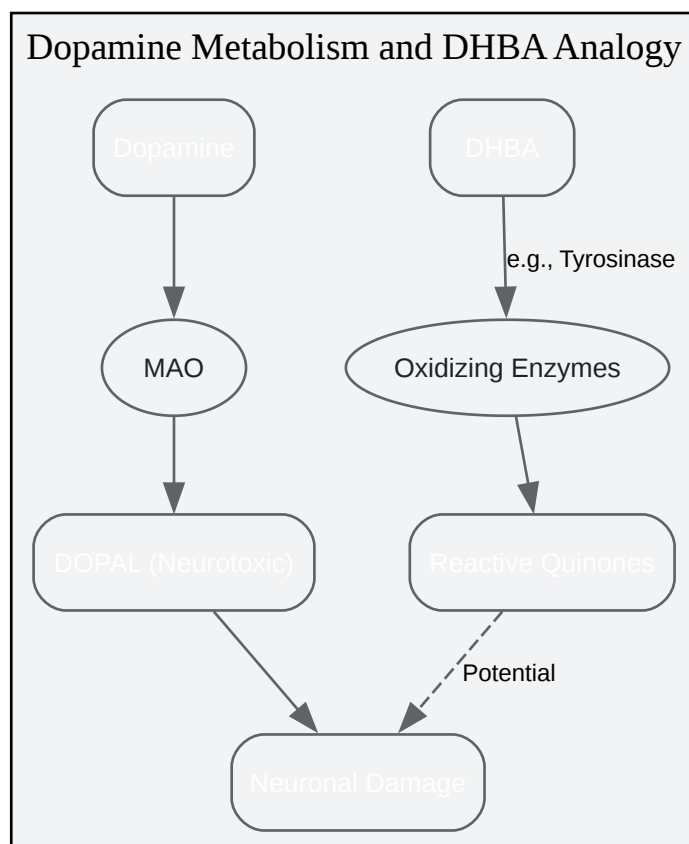 Dopamine Metabolism and DHBA Analogy
Dopamine
DHBA
e.g., Tyrosinase
MAO
Oxidizing Enzymes
DOPAL (Neurotoxic)
Reactive Quinones
Potential
Neuronal Damage